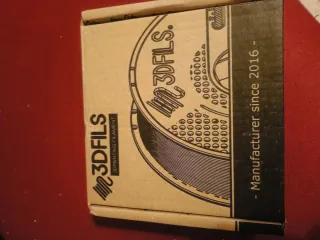 3DFILS
3DFILS.
- Manufacturer since 2016 -